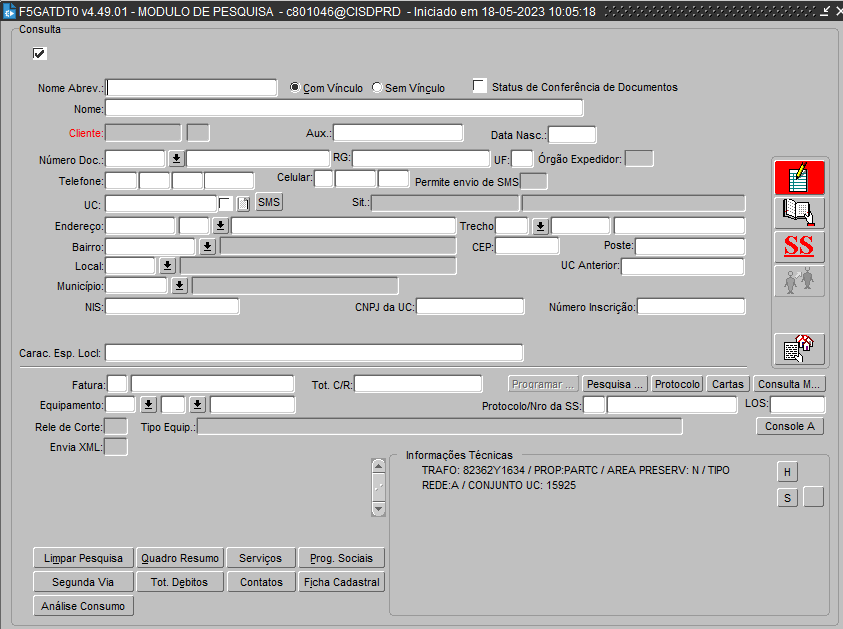 F5GATDT0 v4.49.01 - MODULO DE PESQUISA - c801046@CISDPRD - Iniciado em 18-05-2023 10:05:18
Consulta
Nome Abrev.: Com Vínculo Sem Vínculo Status de Conferência de Documentos
Nome:
Cliente: Aux.: Data Nasc.:
Número Doc.: RG: UF: Órgão Expedidor:
Telefone: Celular: Permite envio de SMS
UC: SMS Sit.:
Endereço: Trecho
Bairro: CEP: Poste:
Local: UC Anterior:
Município:
NIS: CNPJ da UC: Número Inscrição:
SS
Carac. Esp. Locl:
Fatura: Tot. C/R: Programar ... Pesquisa ... Protocolo Cartas Consulta M...
Equipamento: Protocolo/Nro da SS: LOS:
Rele de Corte: Tipo Equip.: Console A
Envia XML:
Informações Técnicas
TRAFO: 82362Y1634 / PROP:PARTC / AREA PRESERV: N / TIPO
REDE:A / CONJUNTO UC: 15925
H
S
Limpar Pesquisa Quadro Resumo Serviços Prog. Sociais
Segunda Via Tot. Debitos Contatos Ficha Cadastral
Análise Consumo